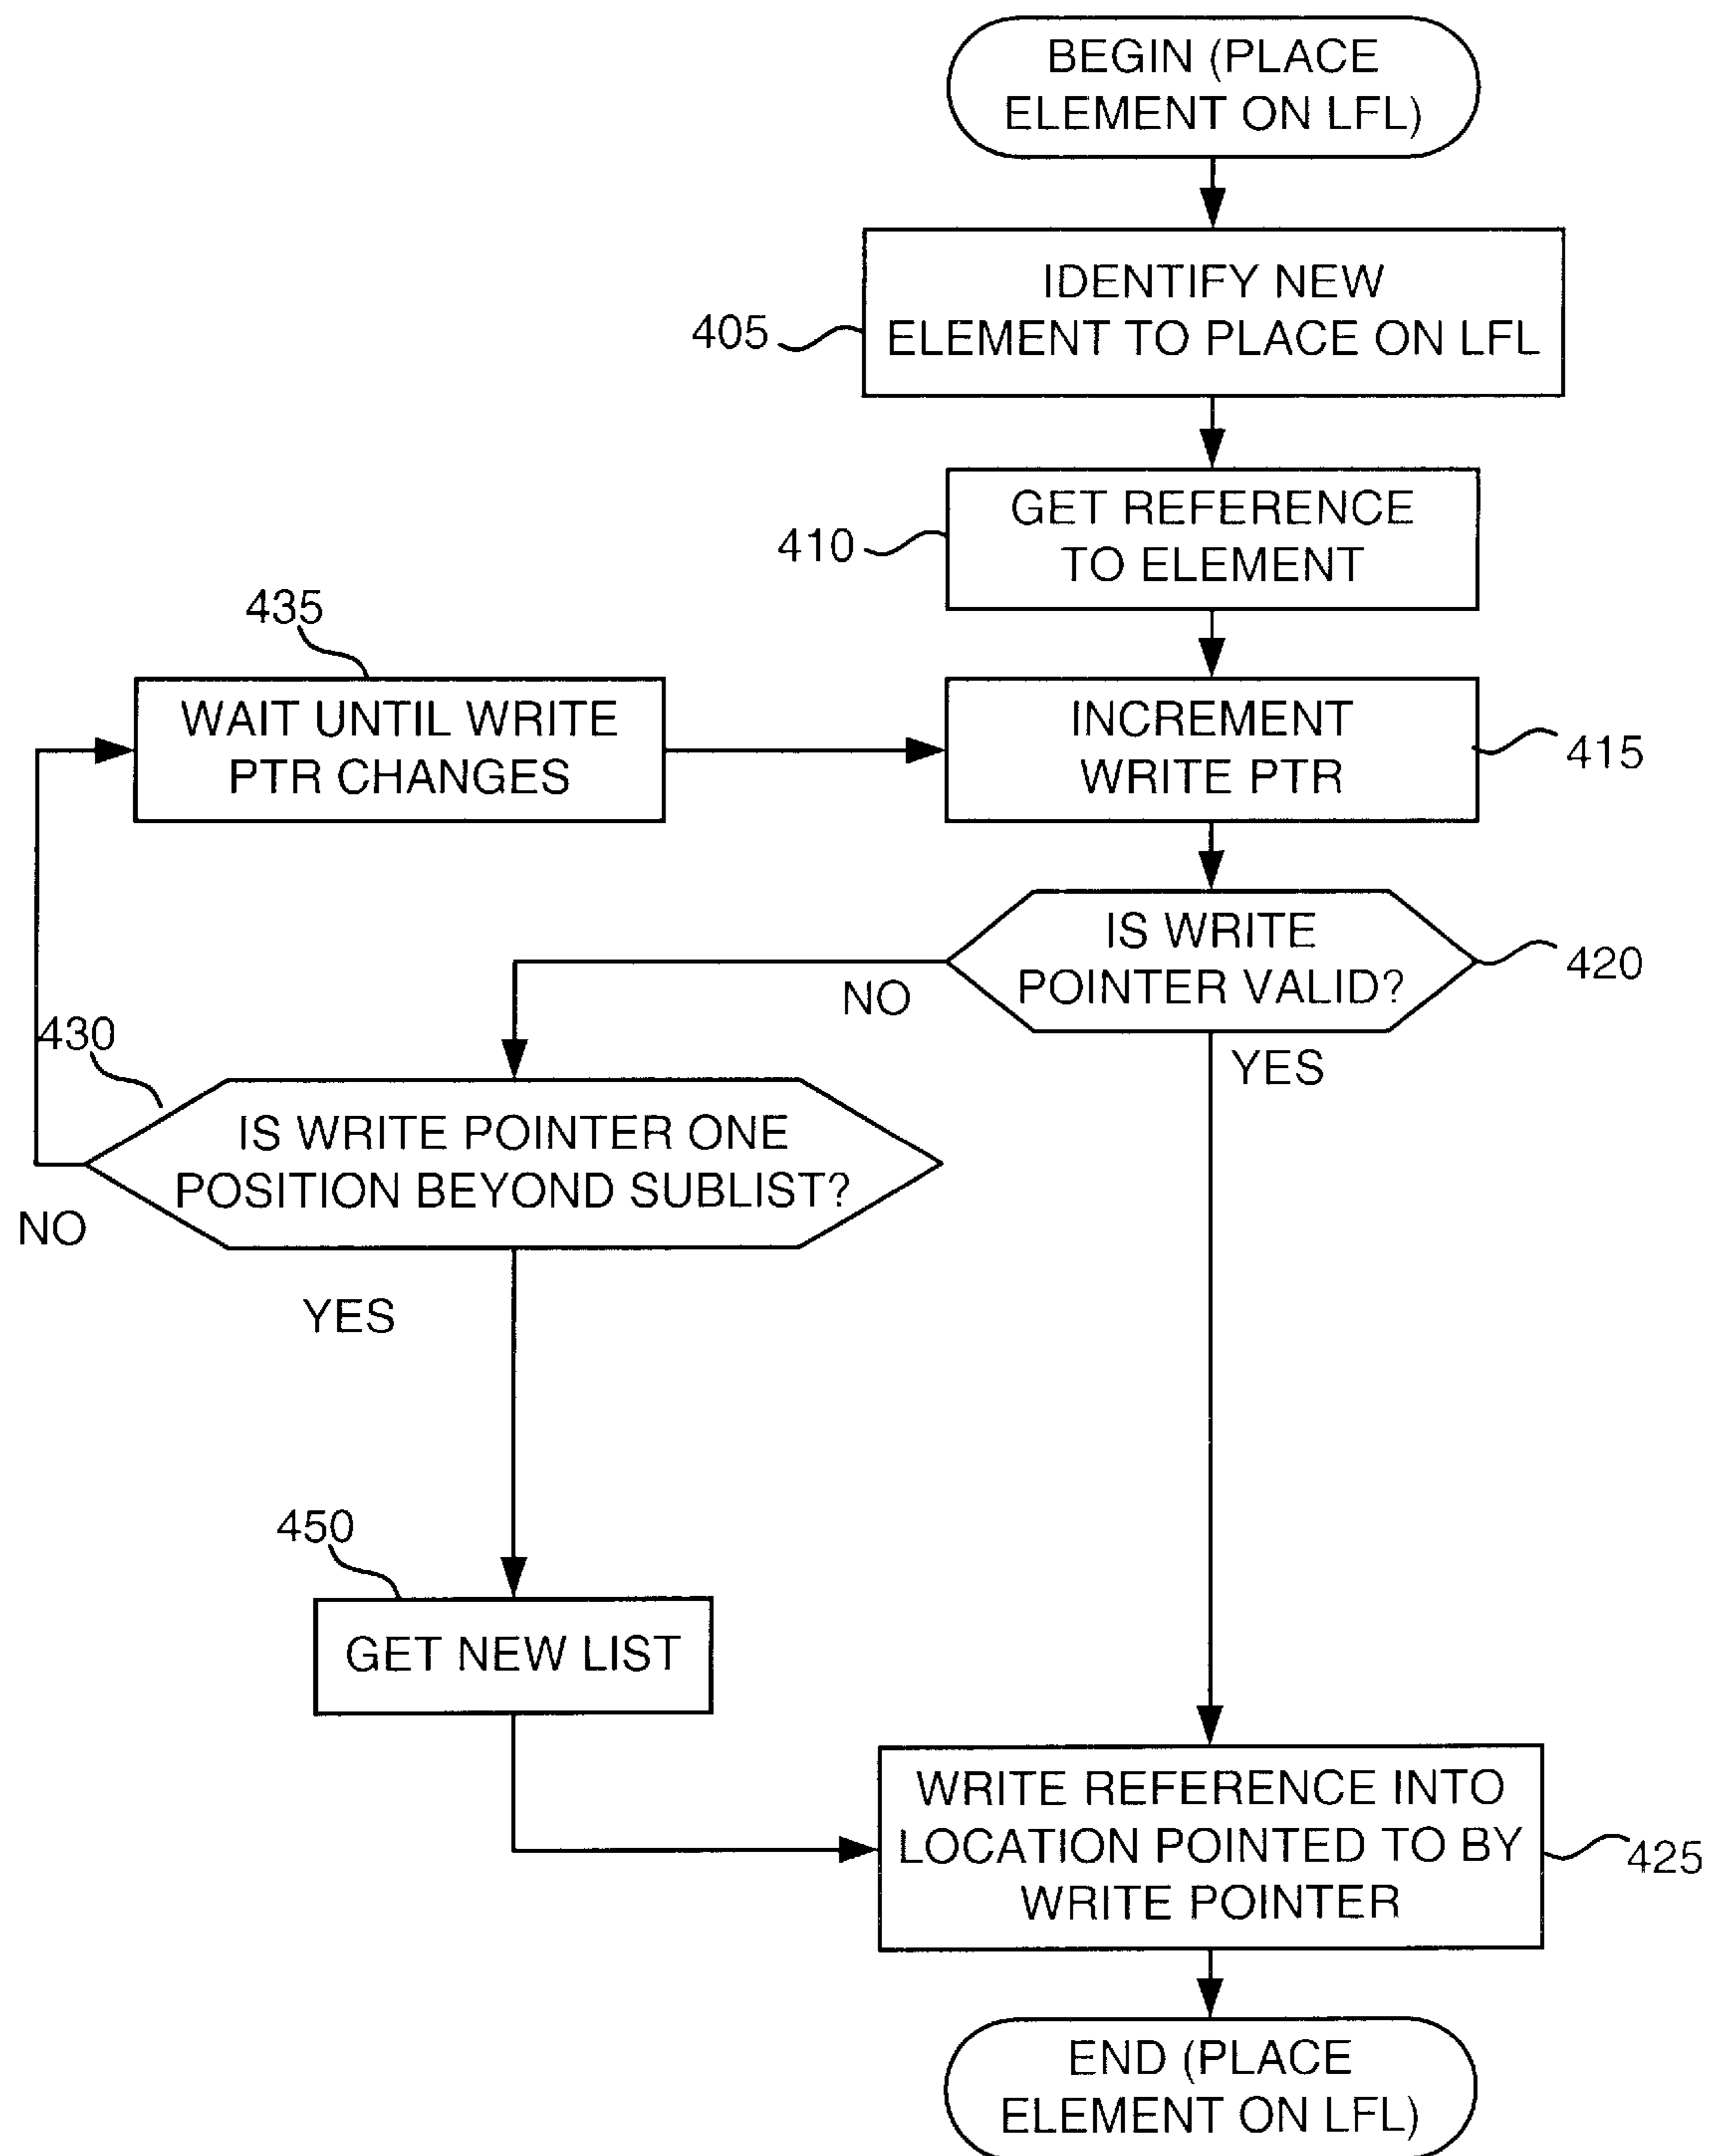 BEGIN (PLACE
ELEMENT ON LFL)
IDENTIFY NEW
ELEMENT TO PLACE ON LFL
405
GET REFERENCE
TO ELEMENT
410
435
WAIT UNTIL WRITE
PTR CHANGES
INCREMENT
WRITE PTR
415
IS WRITE
POINTER VALID?
420
NO
YES
430
IS WRITE POINTER ONE
POSITION BEYOND SUBLIST?
NO
YES
450
GET NEW LIST
WRITE REFERENCE INTO
LOCATION POINTED TO BY
WRITE POINTER
425
END (PLACE
ELEMENT ON LFL)